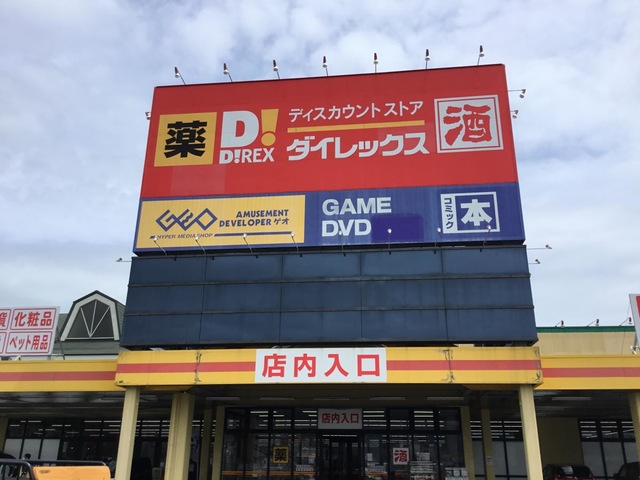 薬
D!
D!REX
ディスカウントストア
ダイレックス
酒
GEO
HYPER MEDIA SHOP
AMUSEMENT
DEVELOPER ゲオ
GAME
DVD
コミック
本
化粧品
ペット用品
店内入口
店内入口
薬
酒